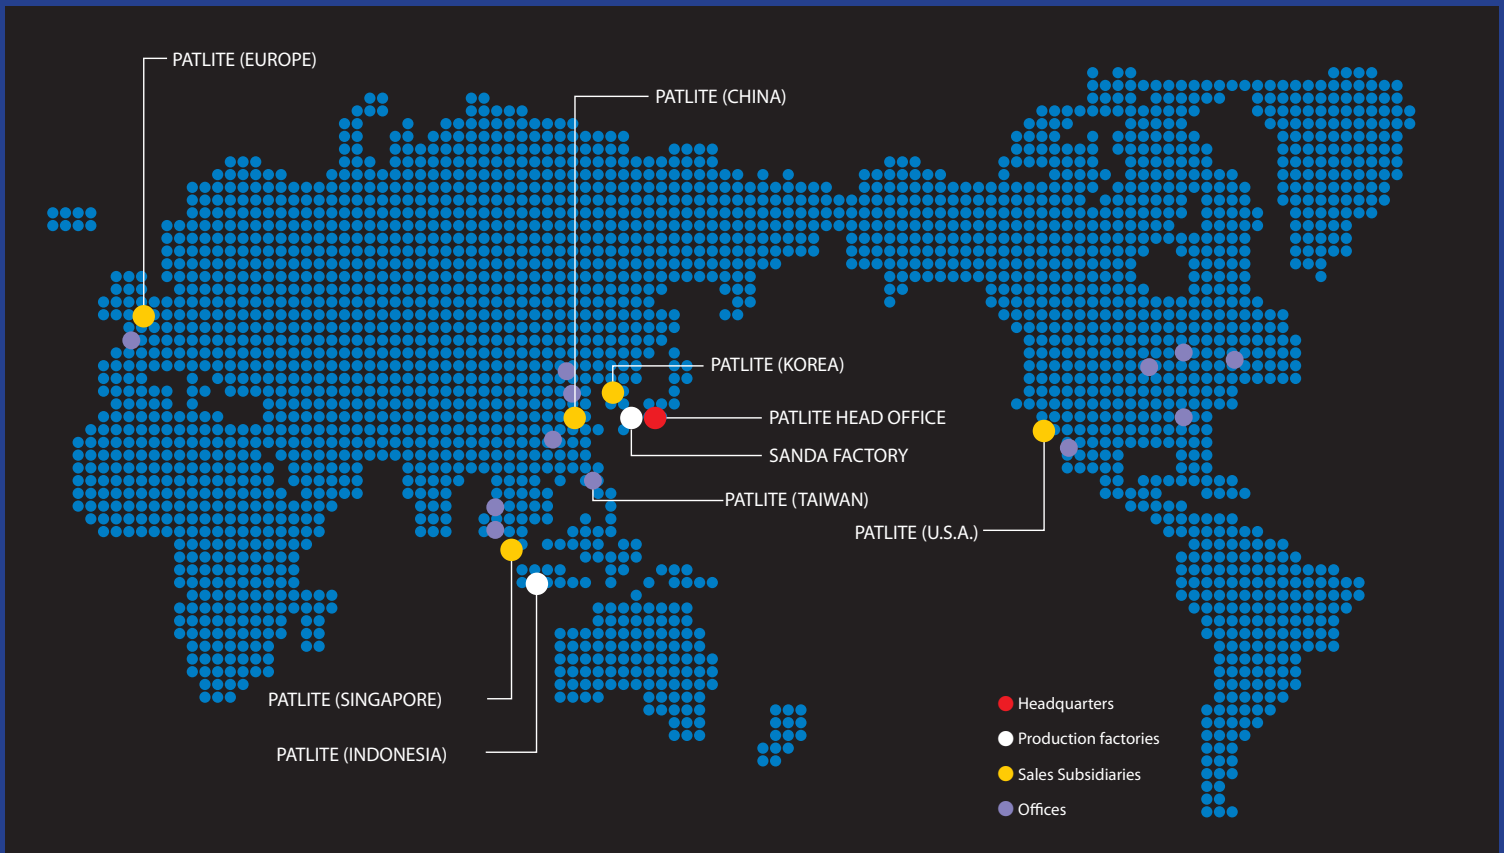 PATLITE (EUROPE)
PATLITE (CHINA)
PATLITE (KOREA)
PATLITE HEAD OFFICE
SANDA FACTORY
PATLITE (TAIWAN)
PATLITE (U.S.A.)
PATLITE (SINGAPORE)
PATLITE (INDONESIA)
Headquarters
Production factories
Sales Subsidiaries
Offices